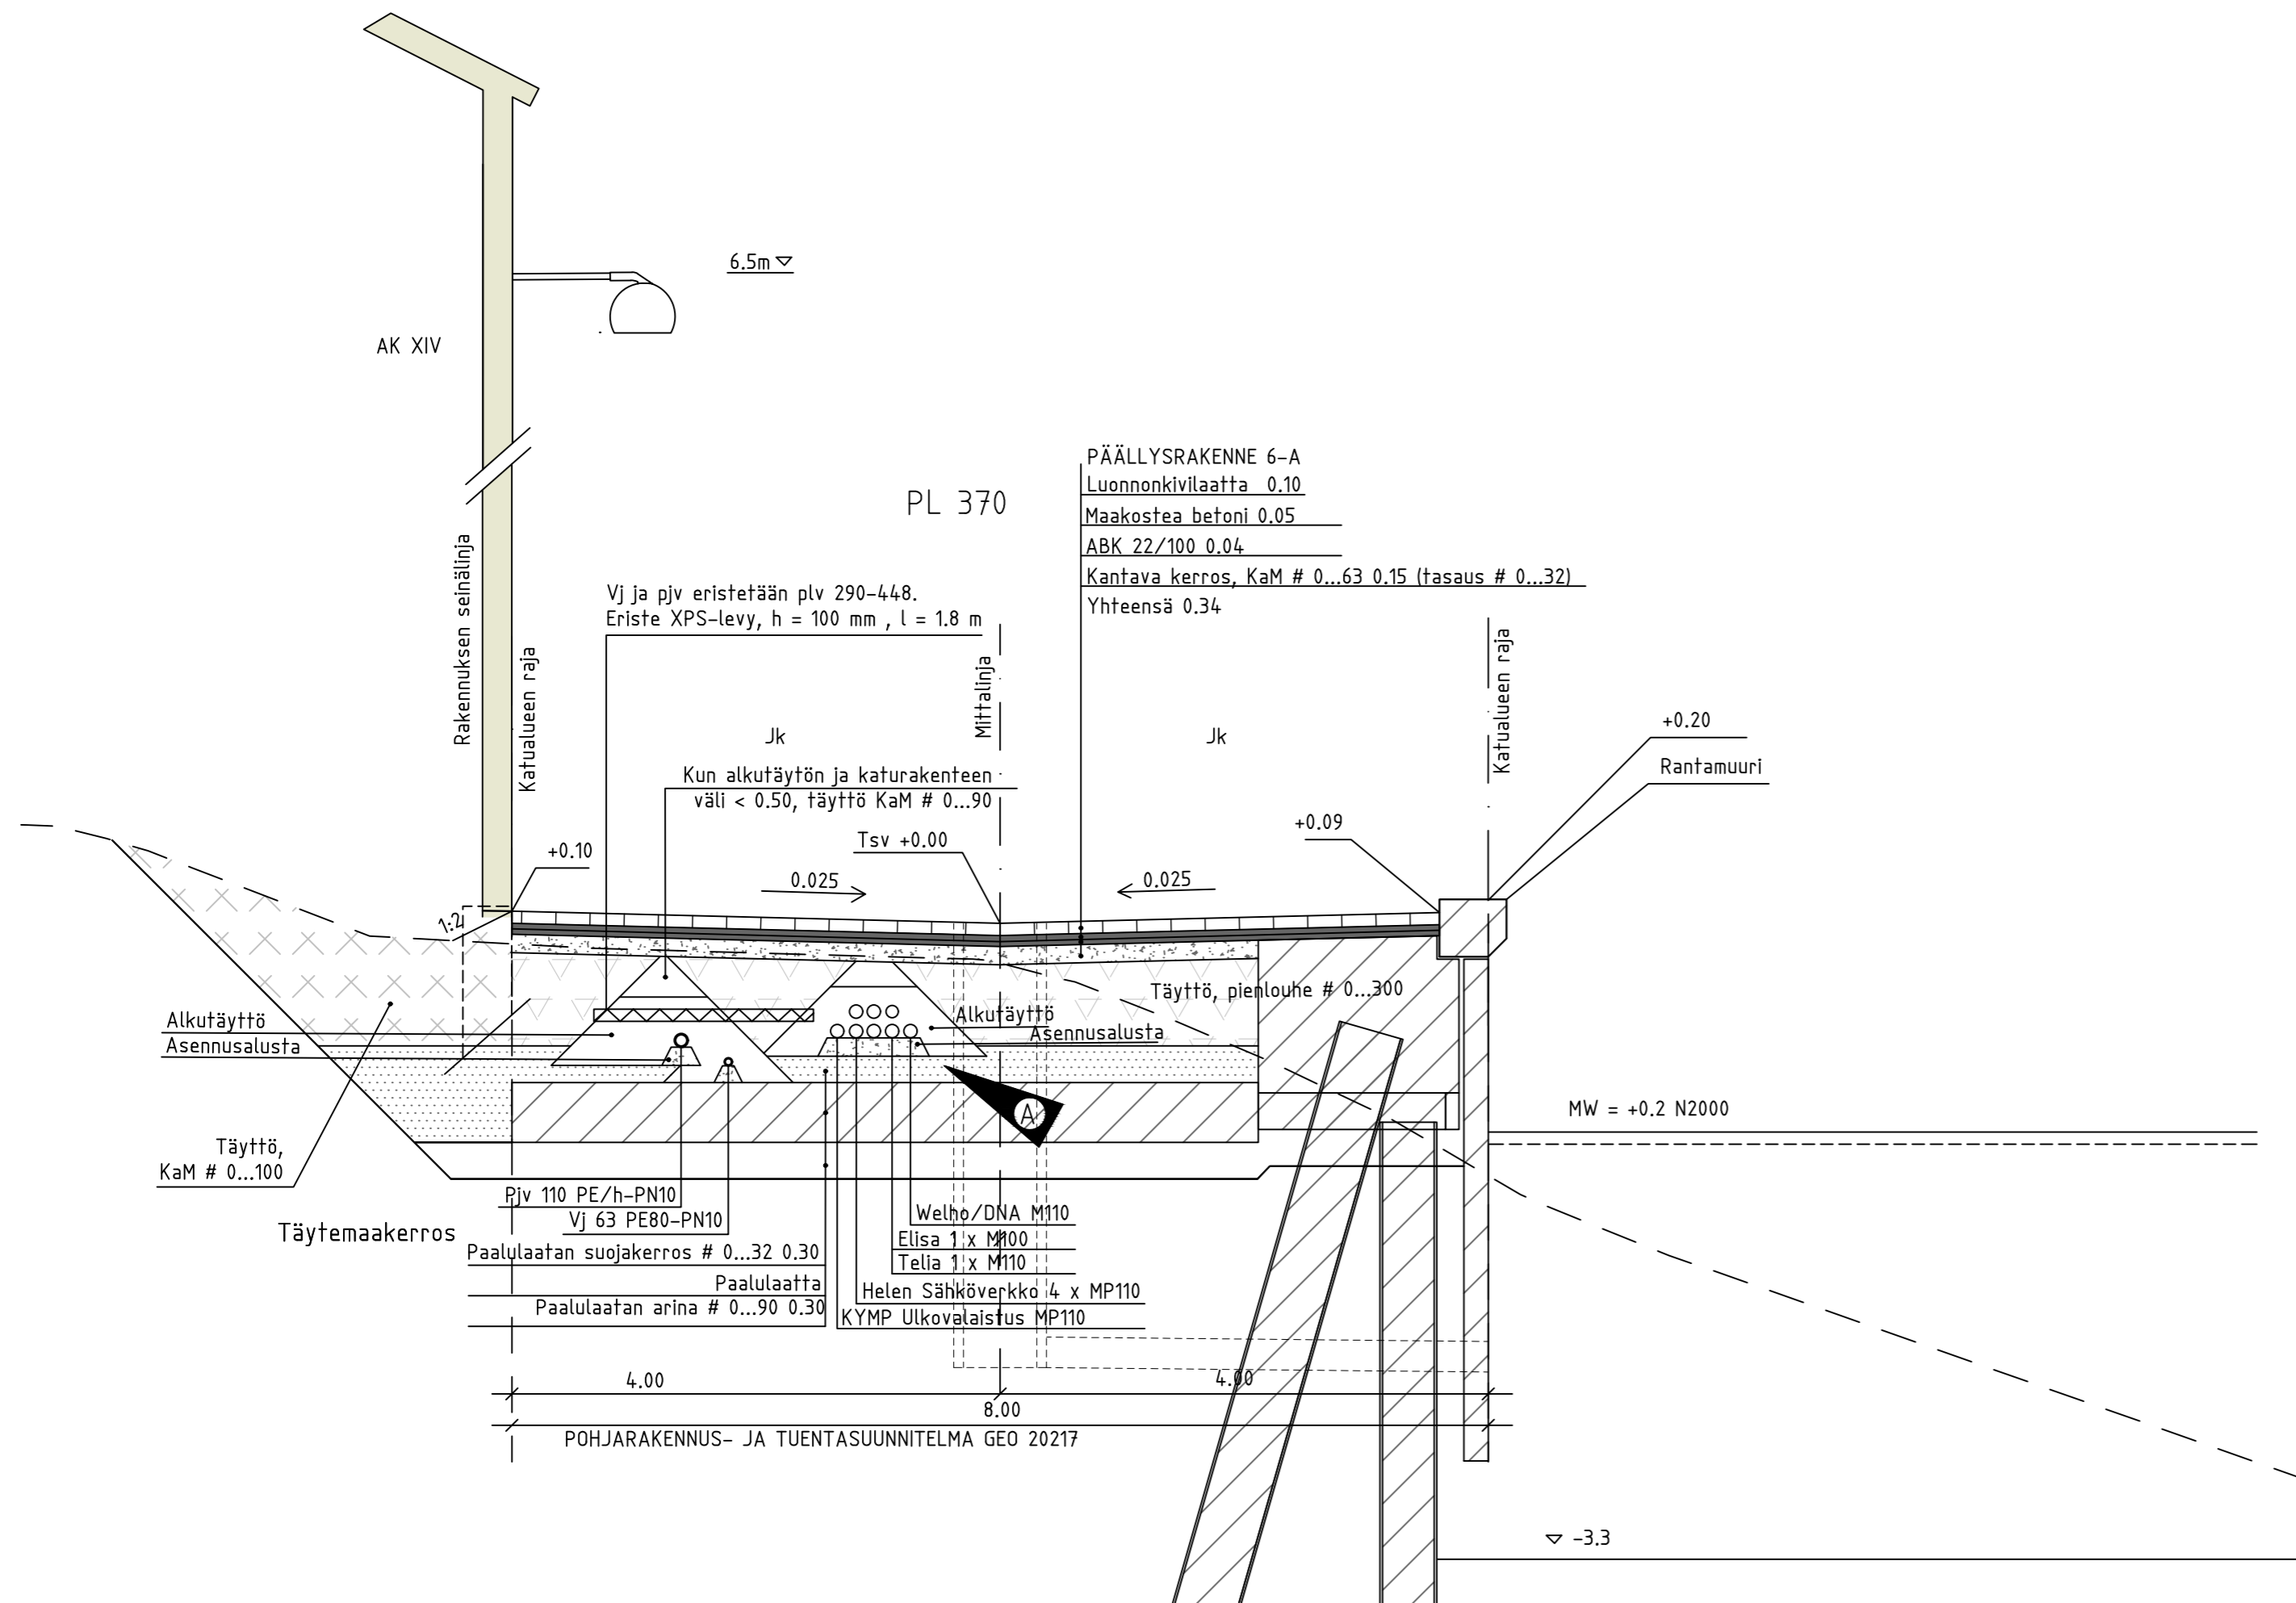 6.5m
AK XIV
PÄÄLLYSRAKENNE 6-A
Luonnonkivilaatta 0.10
Maakostea betoni 0.05
ABK 22/100 0.04
Kantava kerros, KaM # 0...63 0.15 (tasaus # 0...32)
Yhteensä 0.34
PL 370
Rakennuksen seinälinja
Katualueen raja
Vj ja pjv eristetään plv 290-448.
Eriste XPS-levy, h = 100 mm , l = 1.8 m
Mittalinja
Katualueen raja
Jk
Jk
+0.20
Rantamuuri
Kun alkutäytön ja katurakenteen
väli < 0.50, täyttö KaM # 0...90
Tsv +0.00
+0.09
+0.10
0.025
0.025
1:2
Täyttö, pienlouhe # 0...300
Alkutäyttö
Asennusalusta
Alkutäyttö
Asennusalusta
A
MW = +0.2 N2000
Täyttö,
KaM # 0...100
Täytemaakerros
Pjv 110 PE/h-PN10
Vj 63 PE80-PN10
Paalulaatan suojakerros # 0...32 0.30
Paalulaatta
Paalulaatan arina # 0...90 0.30
Welho/DNA M110
Elisa 1 x M100
Telia 1 x M110
Helen Sähköverkko 4 x MP110
KYMP Ulkovalaistus MP110
4.00
4.00
8.00
POHJARAKENNUS- JA TUENTASUUNNITELMA GEO 20217
-3.3